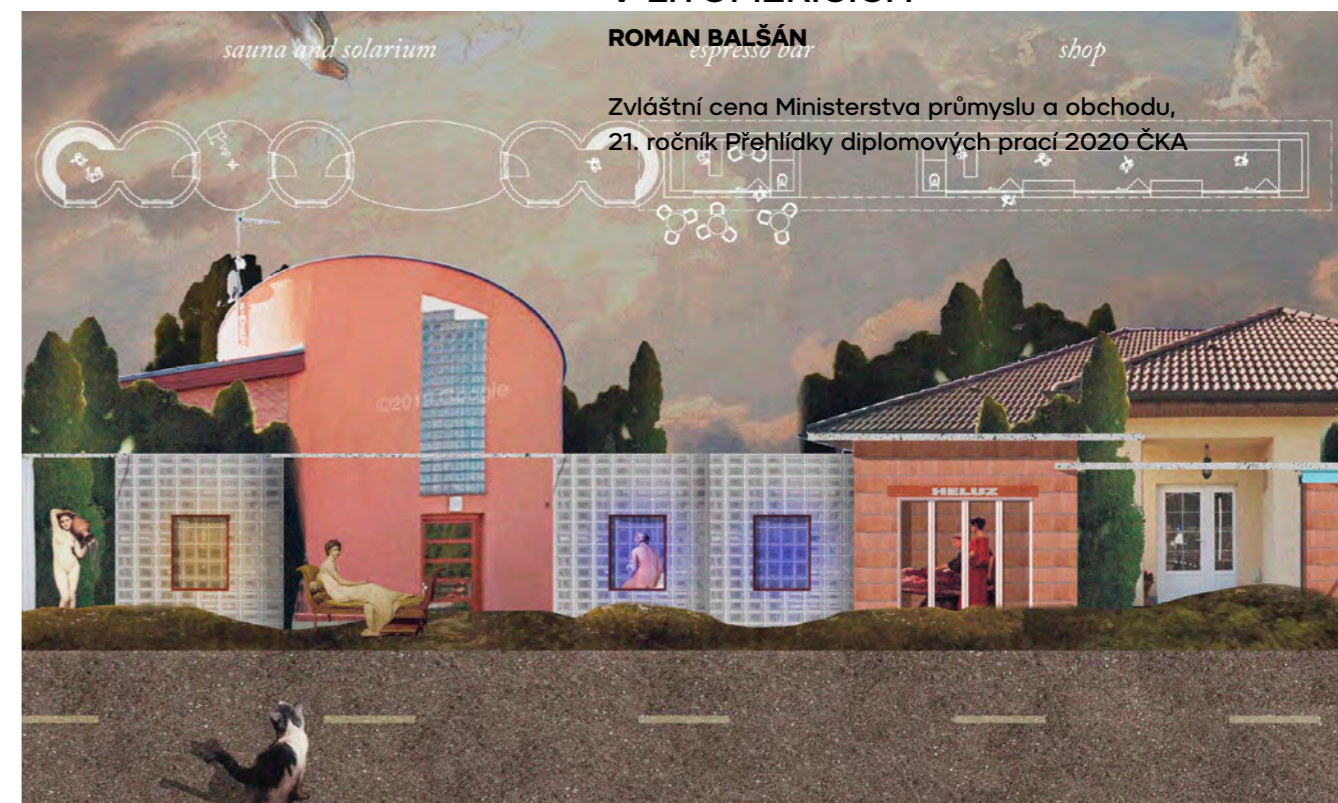 V LITOMĚŘICÍCH
ROMAN BALŠÁN
sauna and solarium
espresso bar
shop
Zvláštní cena Ministerstva průmyslu a obchodu,
21. ročník Přehlídky diplomových prací 2020 ČKA
©2019 Google
HELUZ